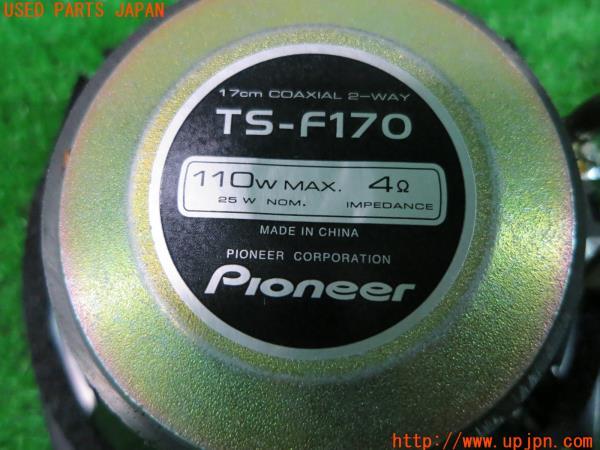 USED PARTS JAPAN
17cm COAXIAL 2-WAY
TS-F170
110W MAX. 4Ω
25 W NOM. IMPEDANCE
MADE IN CHINA
PIONEER CORPORATION
Pioneer
http://www.upjpn.com/